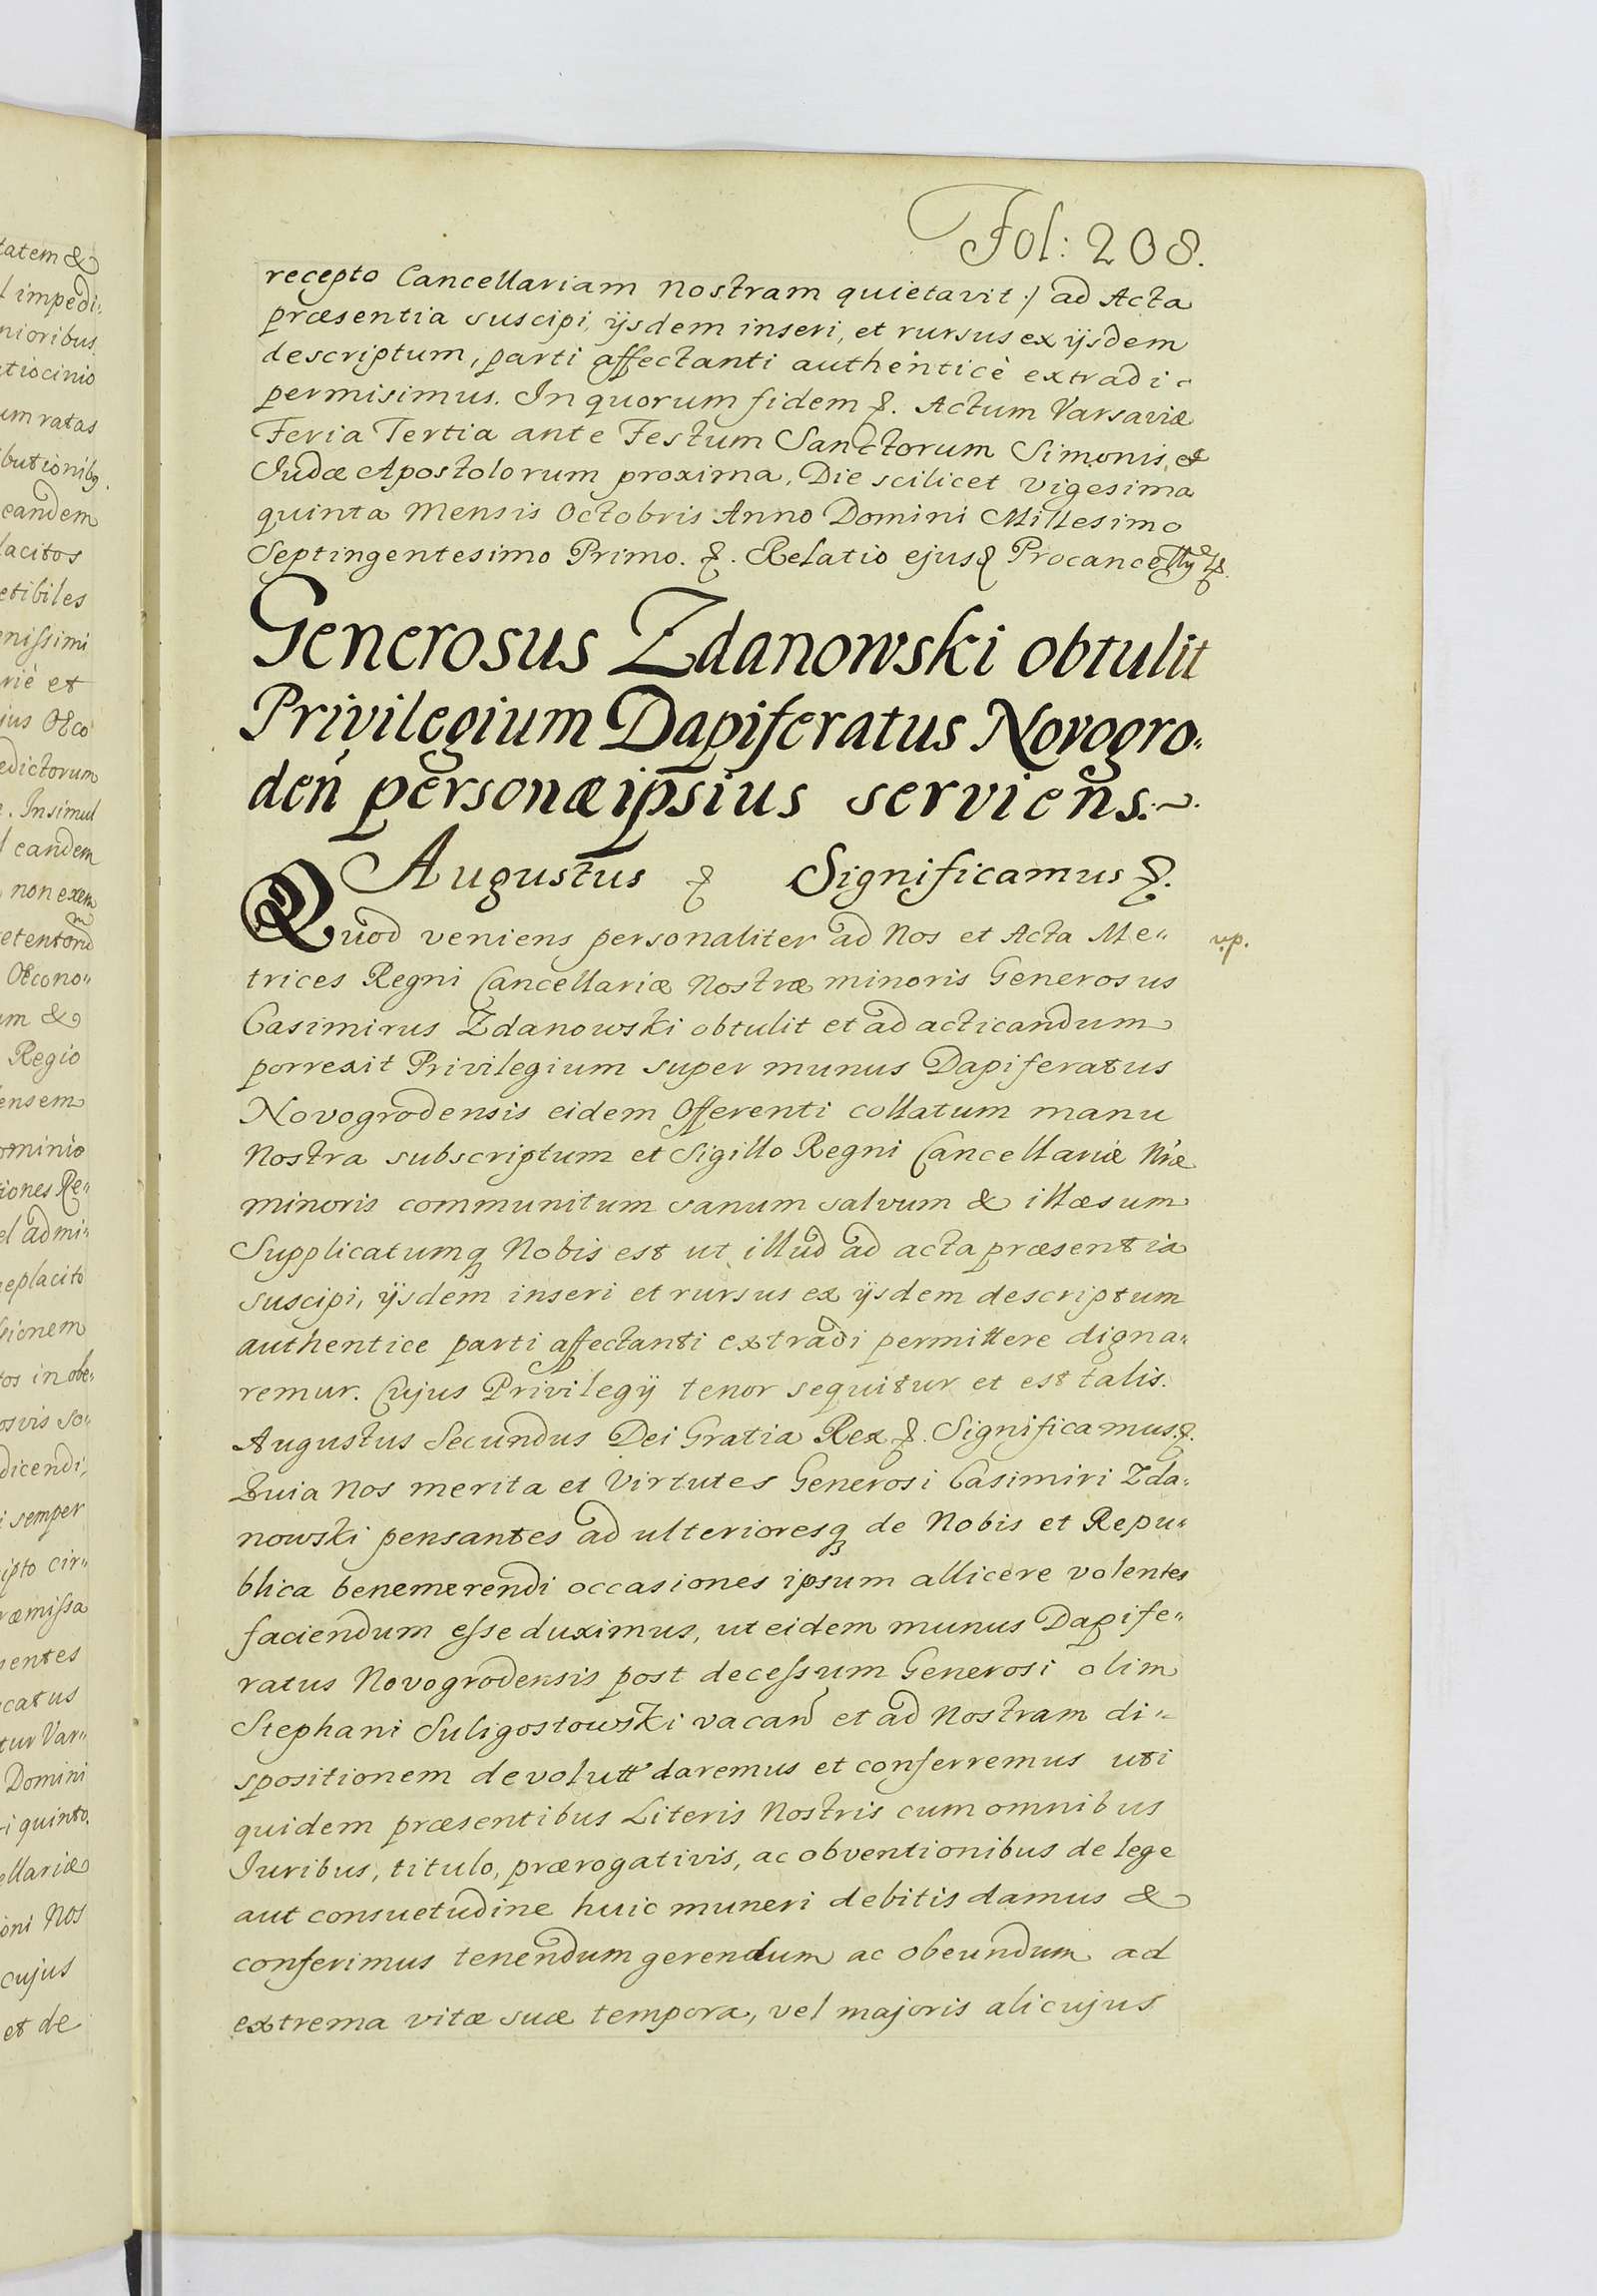 Fol: 208.
recepto Cancellariam nostram quietavit :/ ad Acta
præsentia suscipi, ijsdem inseri, et rursus ex ijsdem
descriptum, parti affectanti authenticè extradi
permisimus. In quorum fidem &. Actum Varsaviæ
Feria Tertia ante Festum Sanctorum Simonis, et
Judæ Apostolorum proxima, Die scilicet vigesima
quinta Mensis Octobris Anno Domini Millesimo
Septingentesimo Primo. &. Relatio ejusd
Generosus Zdanowski obtulit
Privilegium Dapiferatus Novogro„
deń personæ ipsius serviens.~.
Augustus & Significamus &.
Quod veniens personaliter ad Nos et Acta Me„
v.p.
trices Regni Cancellariæ Nostræ minoris Generosus
Casimirus Zdanowski obtulit et ad acticandum
porrexit Privilegium super munus Dapiferatus
Novogrodensis eidem Offerenti collatum manu
Nostra subscriptum et Sigillo Regni Cancellariæ Nræ
minoris communitum sanum salvum & illæsum
Supplicatumq Nobis est ut illud ad acta præsentia
suscipi, ijsdem inseri et rursus ex ijsdem descriptum
authentice parti affectanti extradi permittere digna„
remur. Cujus Privilegij tenor sequitur et est talis.
Augustus Secundus Dei Gratia Rex &. Significamus &.
Quia Nos merita et Virtutes Generosi Casimiri Zda„
nowski pensantes ad ulterioresq de Nobis et Repu„
blica benemerendi occasiones ipsum allicere volentes
faciendum esse duximus, ut eidem munus Dapife„
ratus Novogrodensis post decessum Generosi olim
Stephani Suligostowski vacań et ad Nostram di„
spositionem devolutt daremus et conferremus uti
quidem præsentibus Literis Nostris cum omnibus
Iuribus, titulo, prærogativis, ac obventionibus de lege
aut consuetudine huic muneri debitis damus &
conferimus tenendum gerendum ac obeundum ad
extrema vitæ suæ tempora, vel majoris alicujus